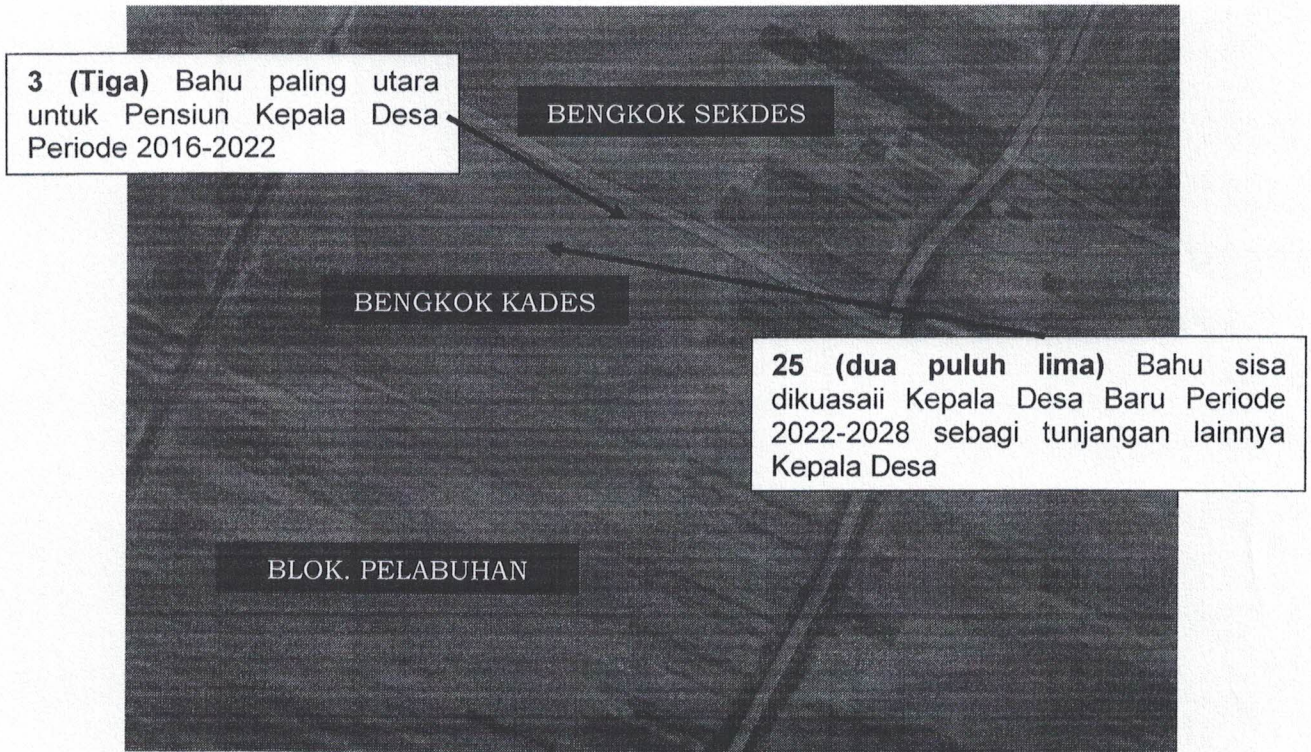 3 (Tiga) Bahu paling utara
untuk Pensiun Kepala Desa
Periode 2016-2022
BENGKOK SEKDES
BENGKOK KADES
25 (dua puluh lima) Bahu sisa
dikuasaii Kepala Desa Baru Periode
2022-2028 sebagi tunjangan lainnya
Kepala Desa
BLOK. PELABUHAN